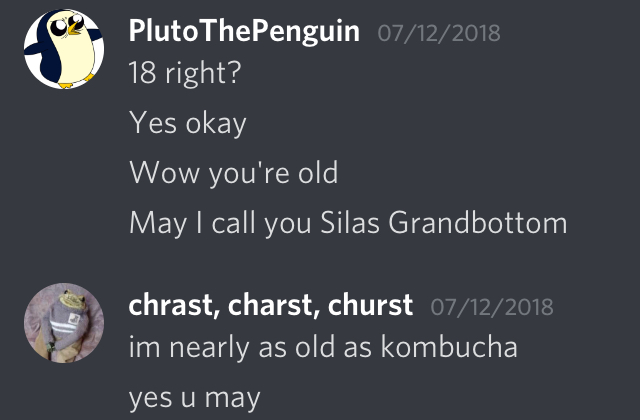 PlutoThePenguin 07/12/2018
18 right?
Yes okay
Wow you're old
May I call you Silas Grandbottom
chrast, charst, churst 07/12/2018
im nearly as old as kombucha
yes u may